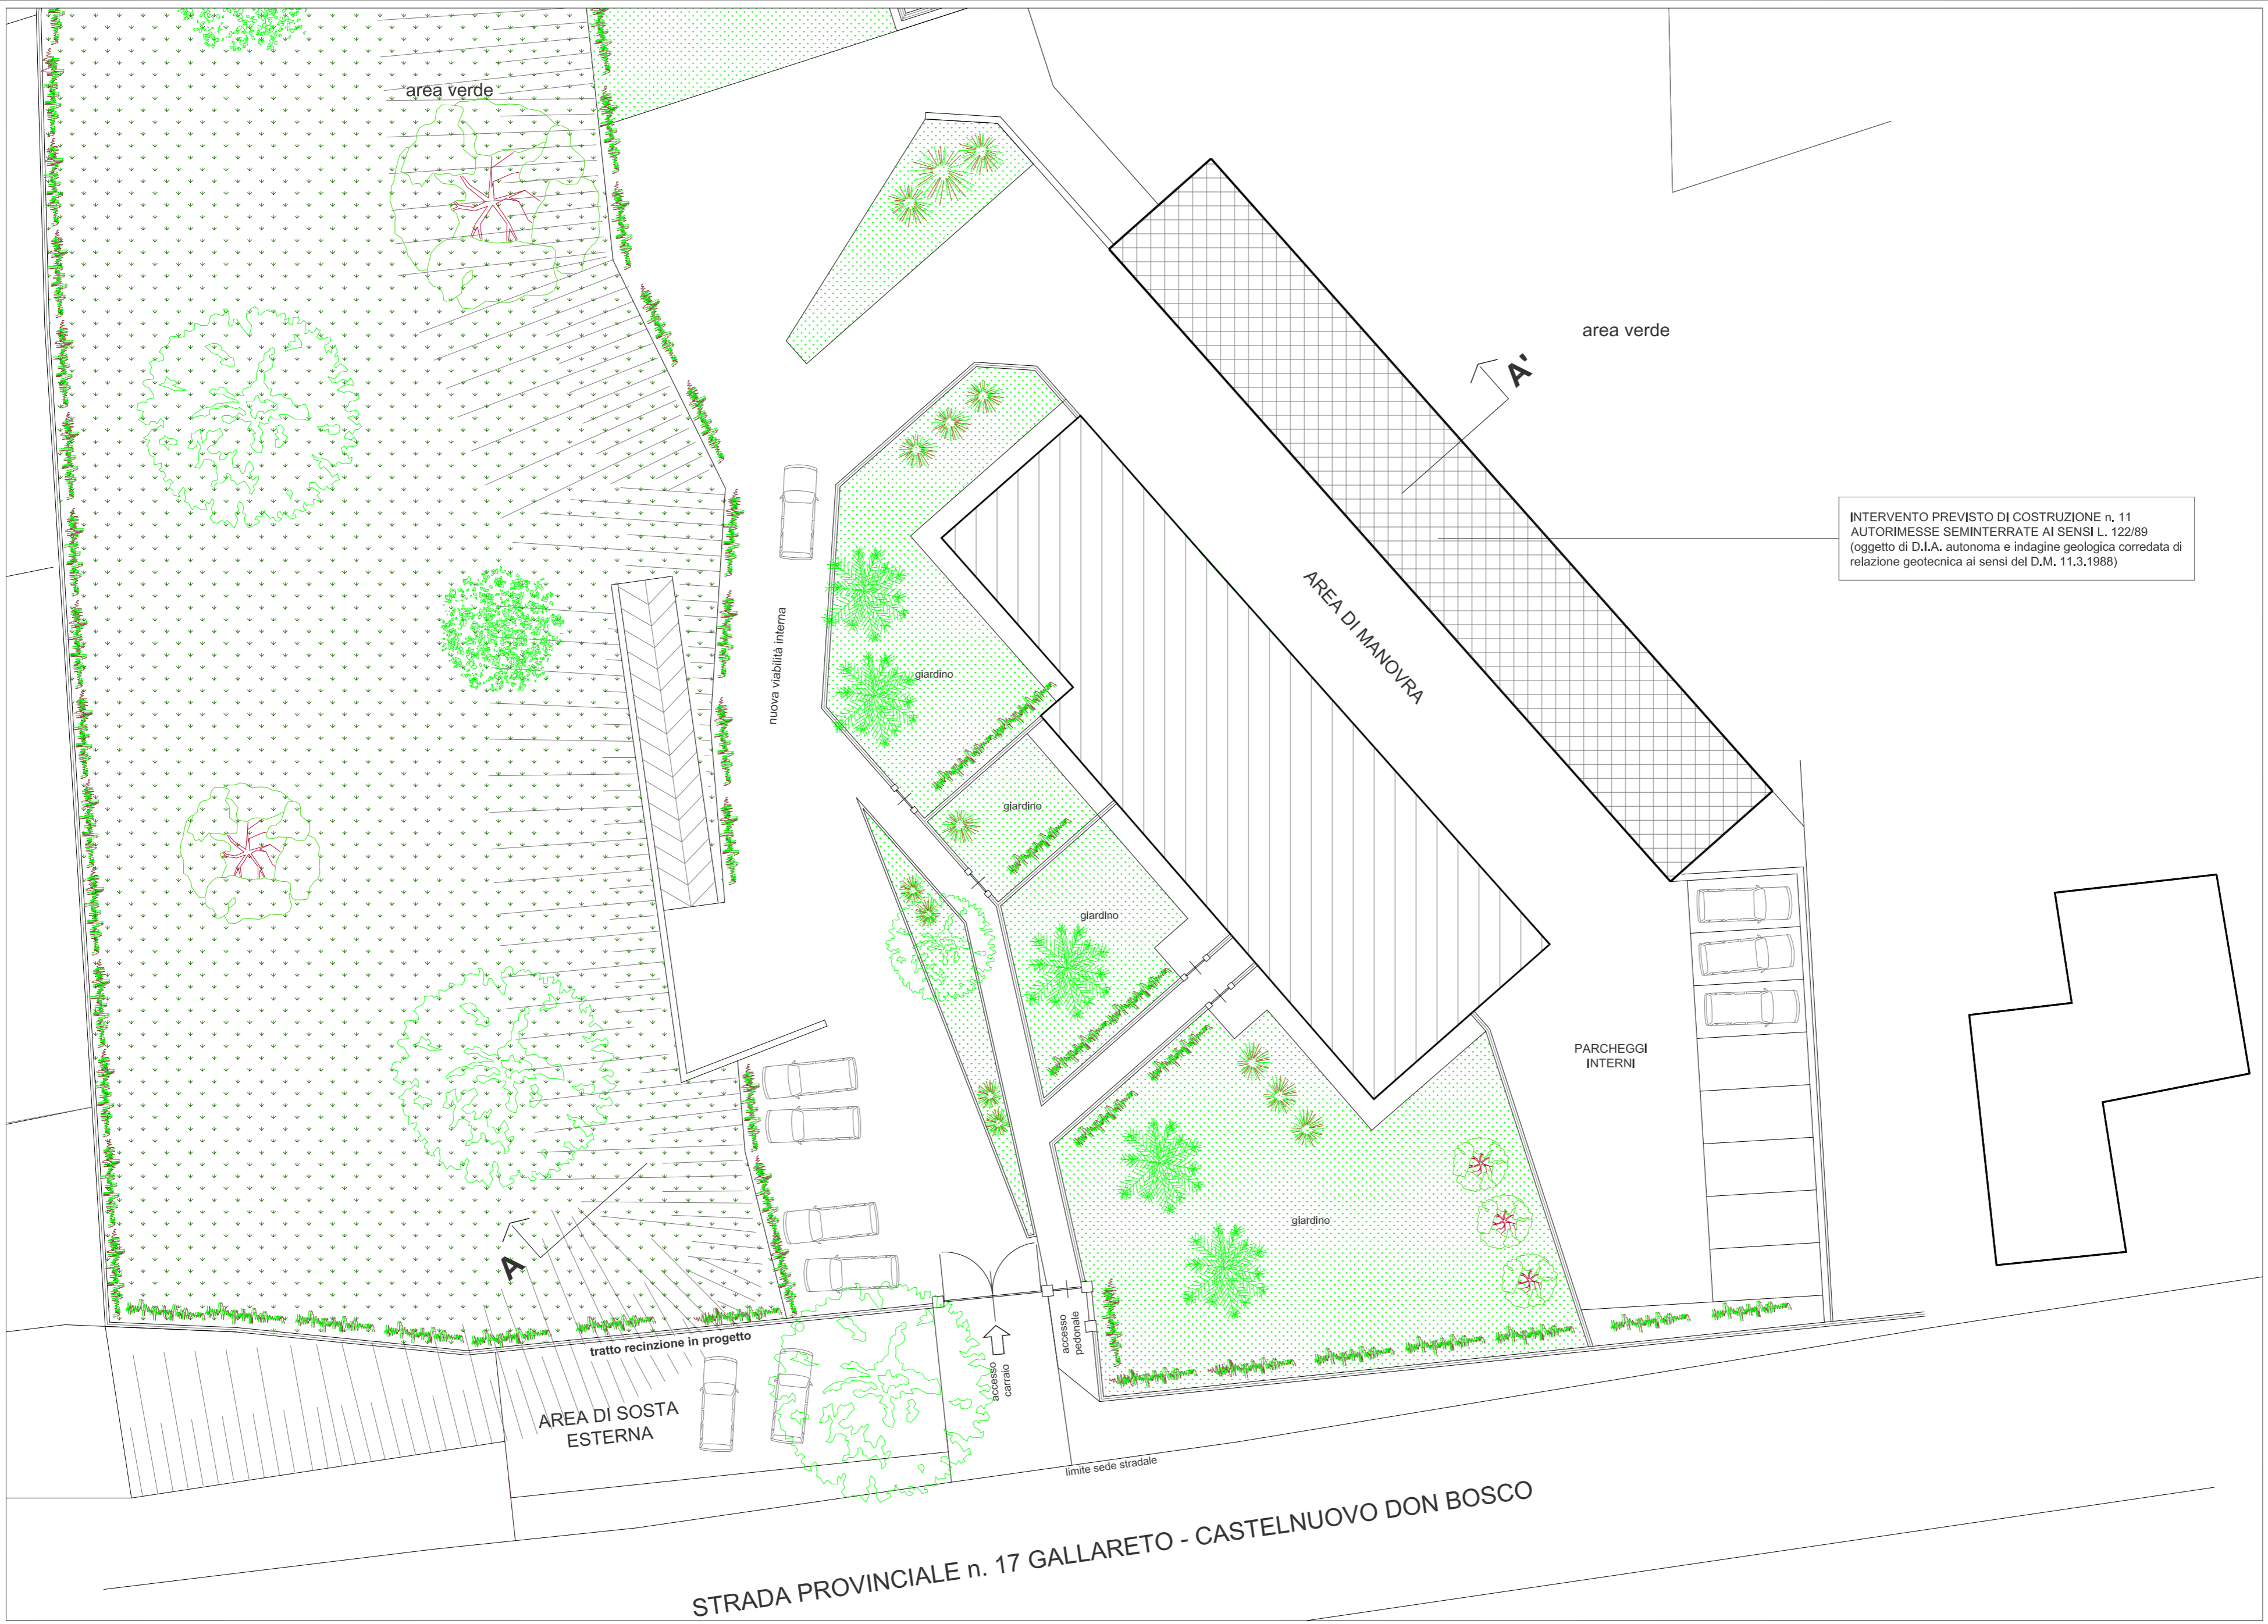 area verde
area verde
A'
INTERVENTO PREVISTO DI COSTRUZIONE n. 11
AUTORIMESSE SEMINTERRATE AI SENSI L. 122/89
(oggetto di D.I.A. autonoma e indagine geologica corredata di
relazione geotecnica ai sensi del D.M. 11.3.1988)
AREA DI MANOVRA
nuova viabilità interna
giardino
giardino
giardino
PARCHEGGI
INTERNI
giardino
A
tratto recinzione in progetto
accesso
carraio
accesso
pedonale
AREA DI SOSTA
ESTERNA
limite sede stradale
STRADA PROVINCIALE n. 17 GALLARETO - CASTELNUOVO DON BOSCO